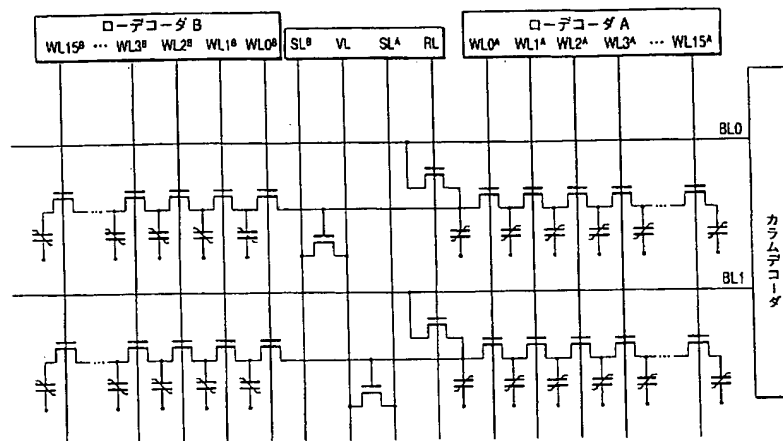 ローデコーダ B
WL15ᴮ ··· WL3ᴮ WL2ᴮ WL1ᴮ WL0ᴮ
SLᴮ VL SLᴬ RL
ローデコーダ A
WL0ᴬ WL1ᴬ WL2ᴬ WL3ᴬ ··· WL15ᴬ
BL0
BL1
カラムデコーダ